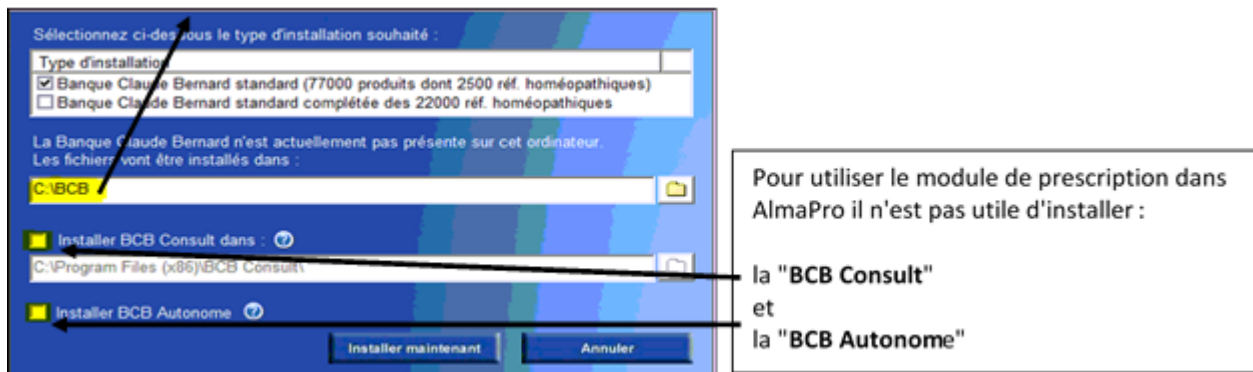 Sélectionnez ci-dessous le type d'installation souhaité :
Type d'installation
Banque Claude Bernard standard (77000 produits dont 2500 réf. homéopathiques)
Banque Claude Bernard standard complétée des 22000 réf. homéopathiques
La Banque Claude Bernard n'est actuellement pas présente sur cet ordinateur.
Les fichiers vont être installés dans :
C:\BCB
Installer BCB Consult dans :
C:\Program Files (x86)\BCB Consult\
Installer BCB Autonome
Installer maintenant
Annuler
Pour utiliser le module de prescription dans
AlmaPro il n'est pas utile d'installer :
la "BCB Consult"
et
la "BCB Autonome"